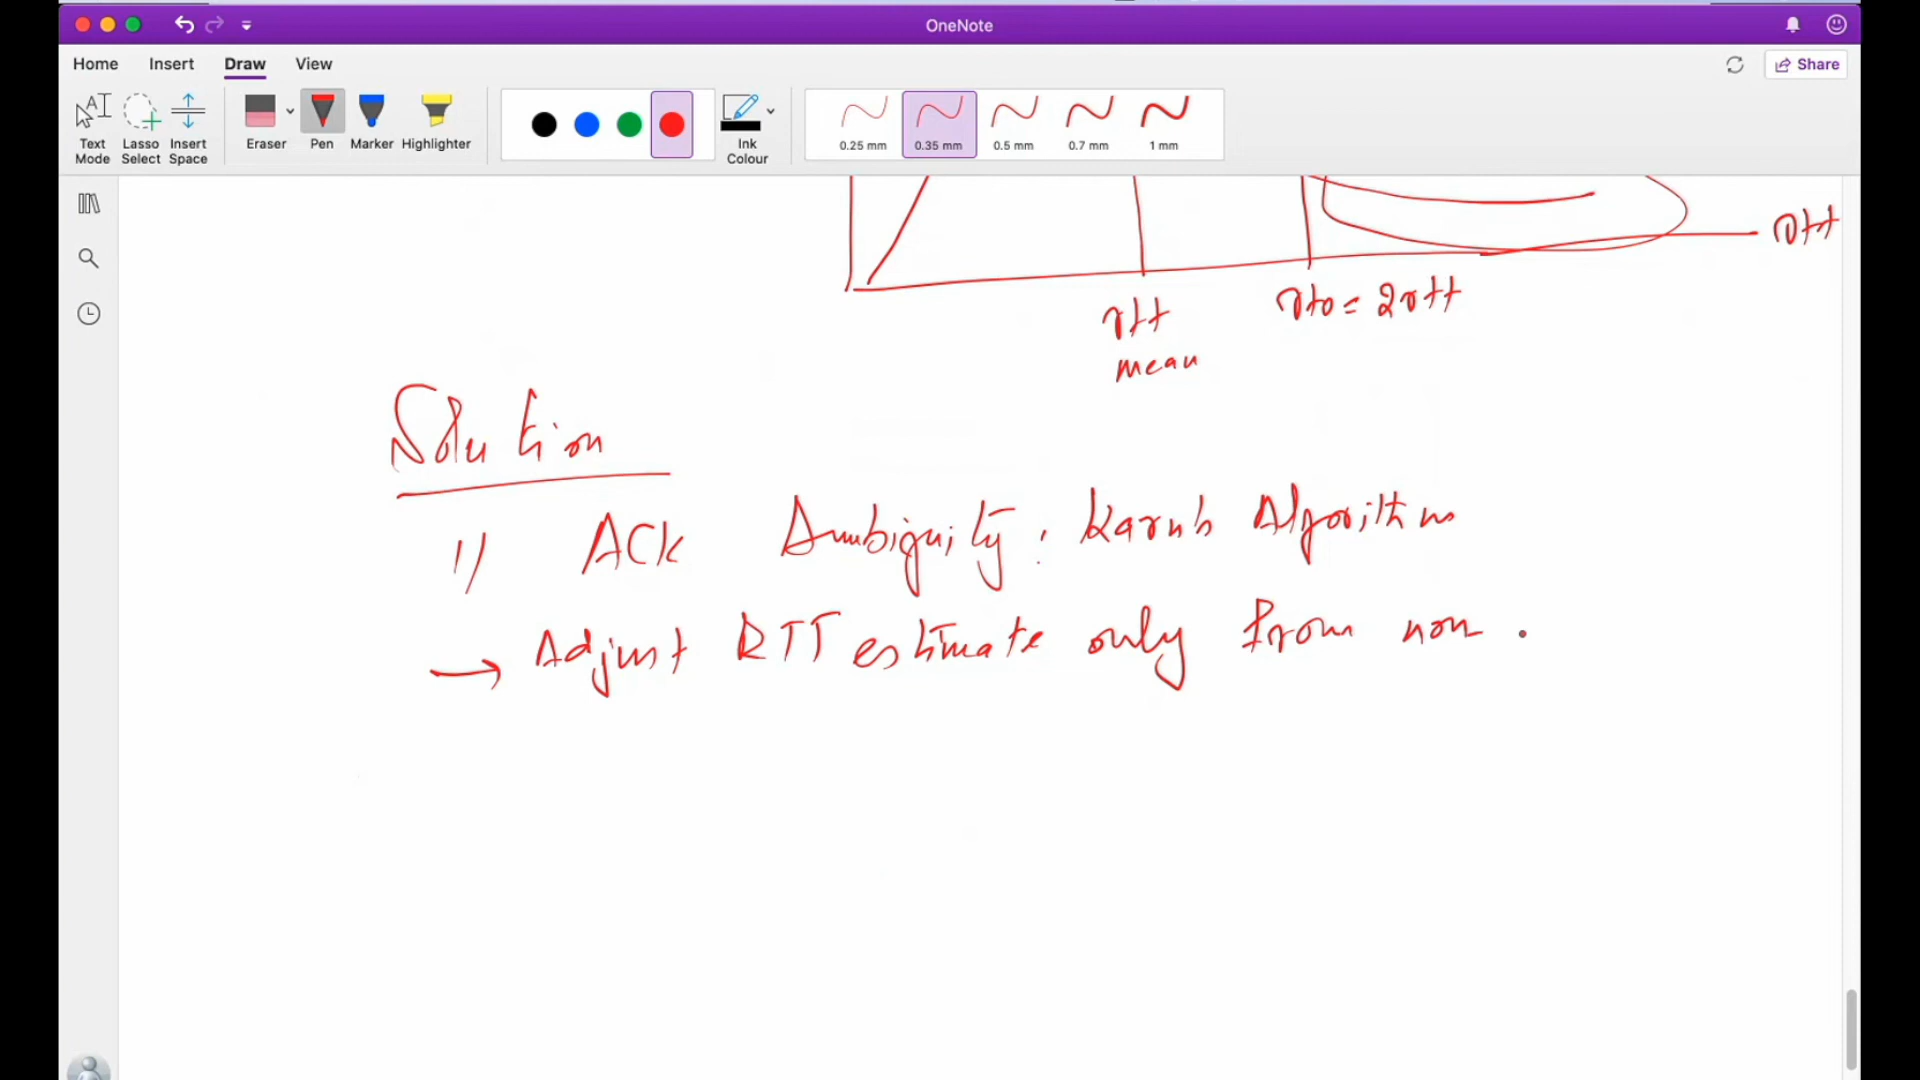 OneNote
Home Insert Draw View Share
Text Mode Lasso Select Insert Space Eraser Pen Marker Highlighter Ink Colour 0.25 mm 0.35 mm 0.5 mm 0.7 mm 1 mm
rtt
rtt mean
rto = 2rtt
Solution
1) ACK Ambiguity : Karn's Algorithm
→ Adjust RTT estimate only from non